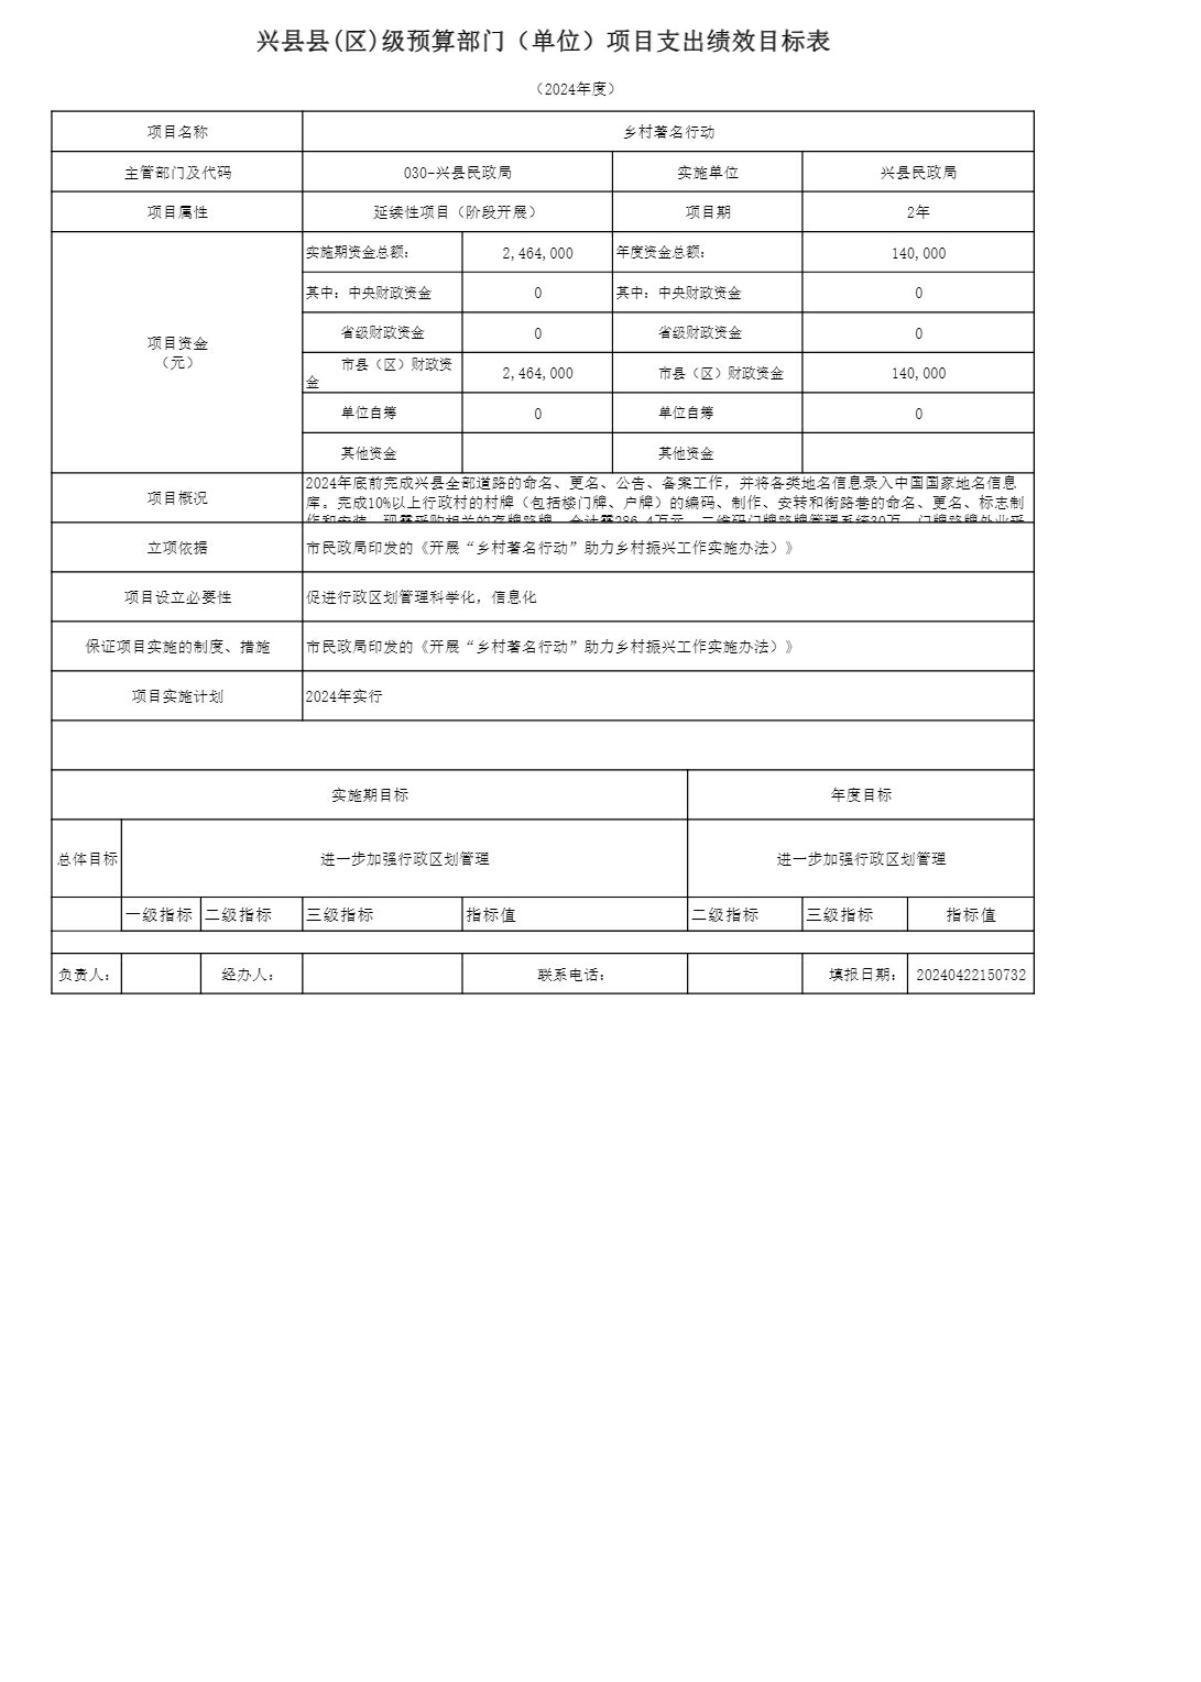 兴县县(区)级预算部门（单位）项目支出绩效目标表
（2024年度）
项目名称 乡村著名行动
主管部门及代码 030-兴县民政局 实施单位 兴县民政局
项目属性 延续性项目（阶段开展） 项目期 2年
项目资金
（元）
实施期资金总额： 2,464,000 年度资金总额： 140,000
其中：中央财政资金 0 其中：中央财政资金 0
省级财政资金 0 省级财政资金 0
市县（区）财政资
金 2,464,000 市县（区）财政资金 140,000
单位自筹 0 单位自筹 0
其他资金 其他资金
项目概况
2024年底前完成兴县全部道路的命名、更名、公告、备案工作，并将各类地名信息录入中国国家地名信息
库。完成10%以上行政村的村牌（包括楼门牌、户牌）的编码、制作、安转和街路巷的命名、更名、标志制
立项依据 市民政局印发的《开展“乡村著名行动”助力乡村振兴工作实施办法）》
项目设立必要性 促进行政区划管理科学化，信息化
保证项目实施的制度、措施 市民政局印发的《开展“乡村著名行动”助力乡村振兴工作实施办法）》
项目实施计划 2024年实行
实施期目标 年度目标
总体目标 进一步加强行政区划管理 进一步加强行政区划管理
一级指标 二级指标 三级指标 指标值 二级指标 三级指标 指标值
负责人： 经办人： 联系电话： 填报日期： 20240422150732